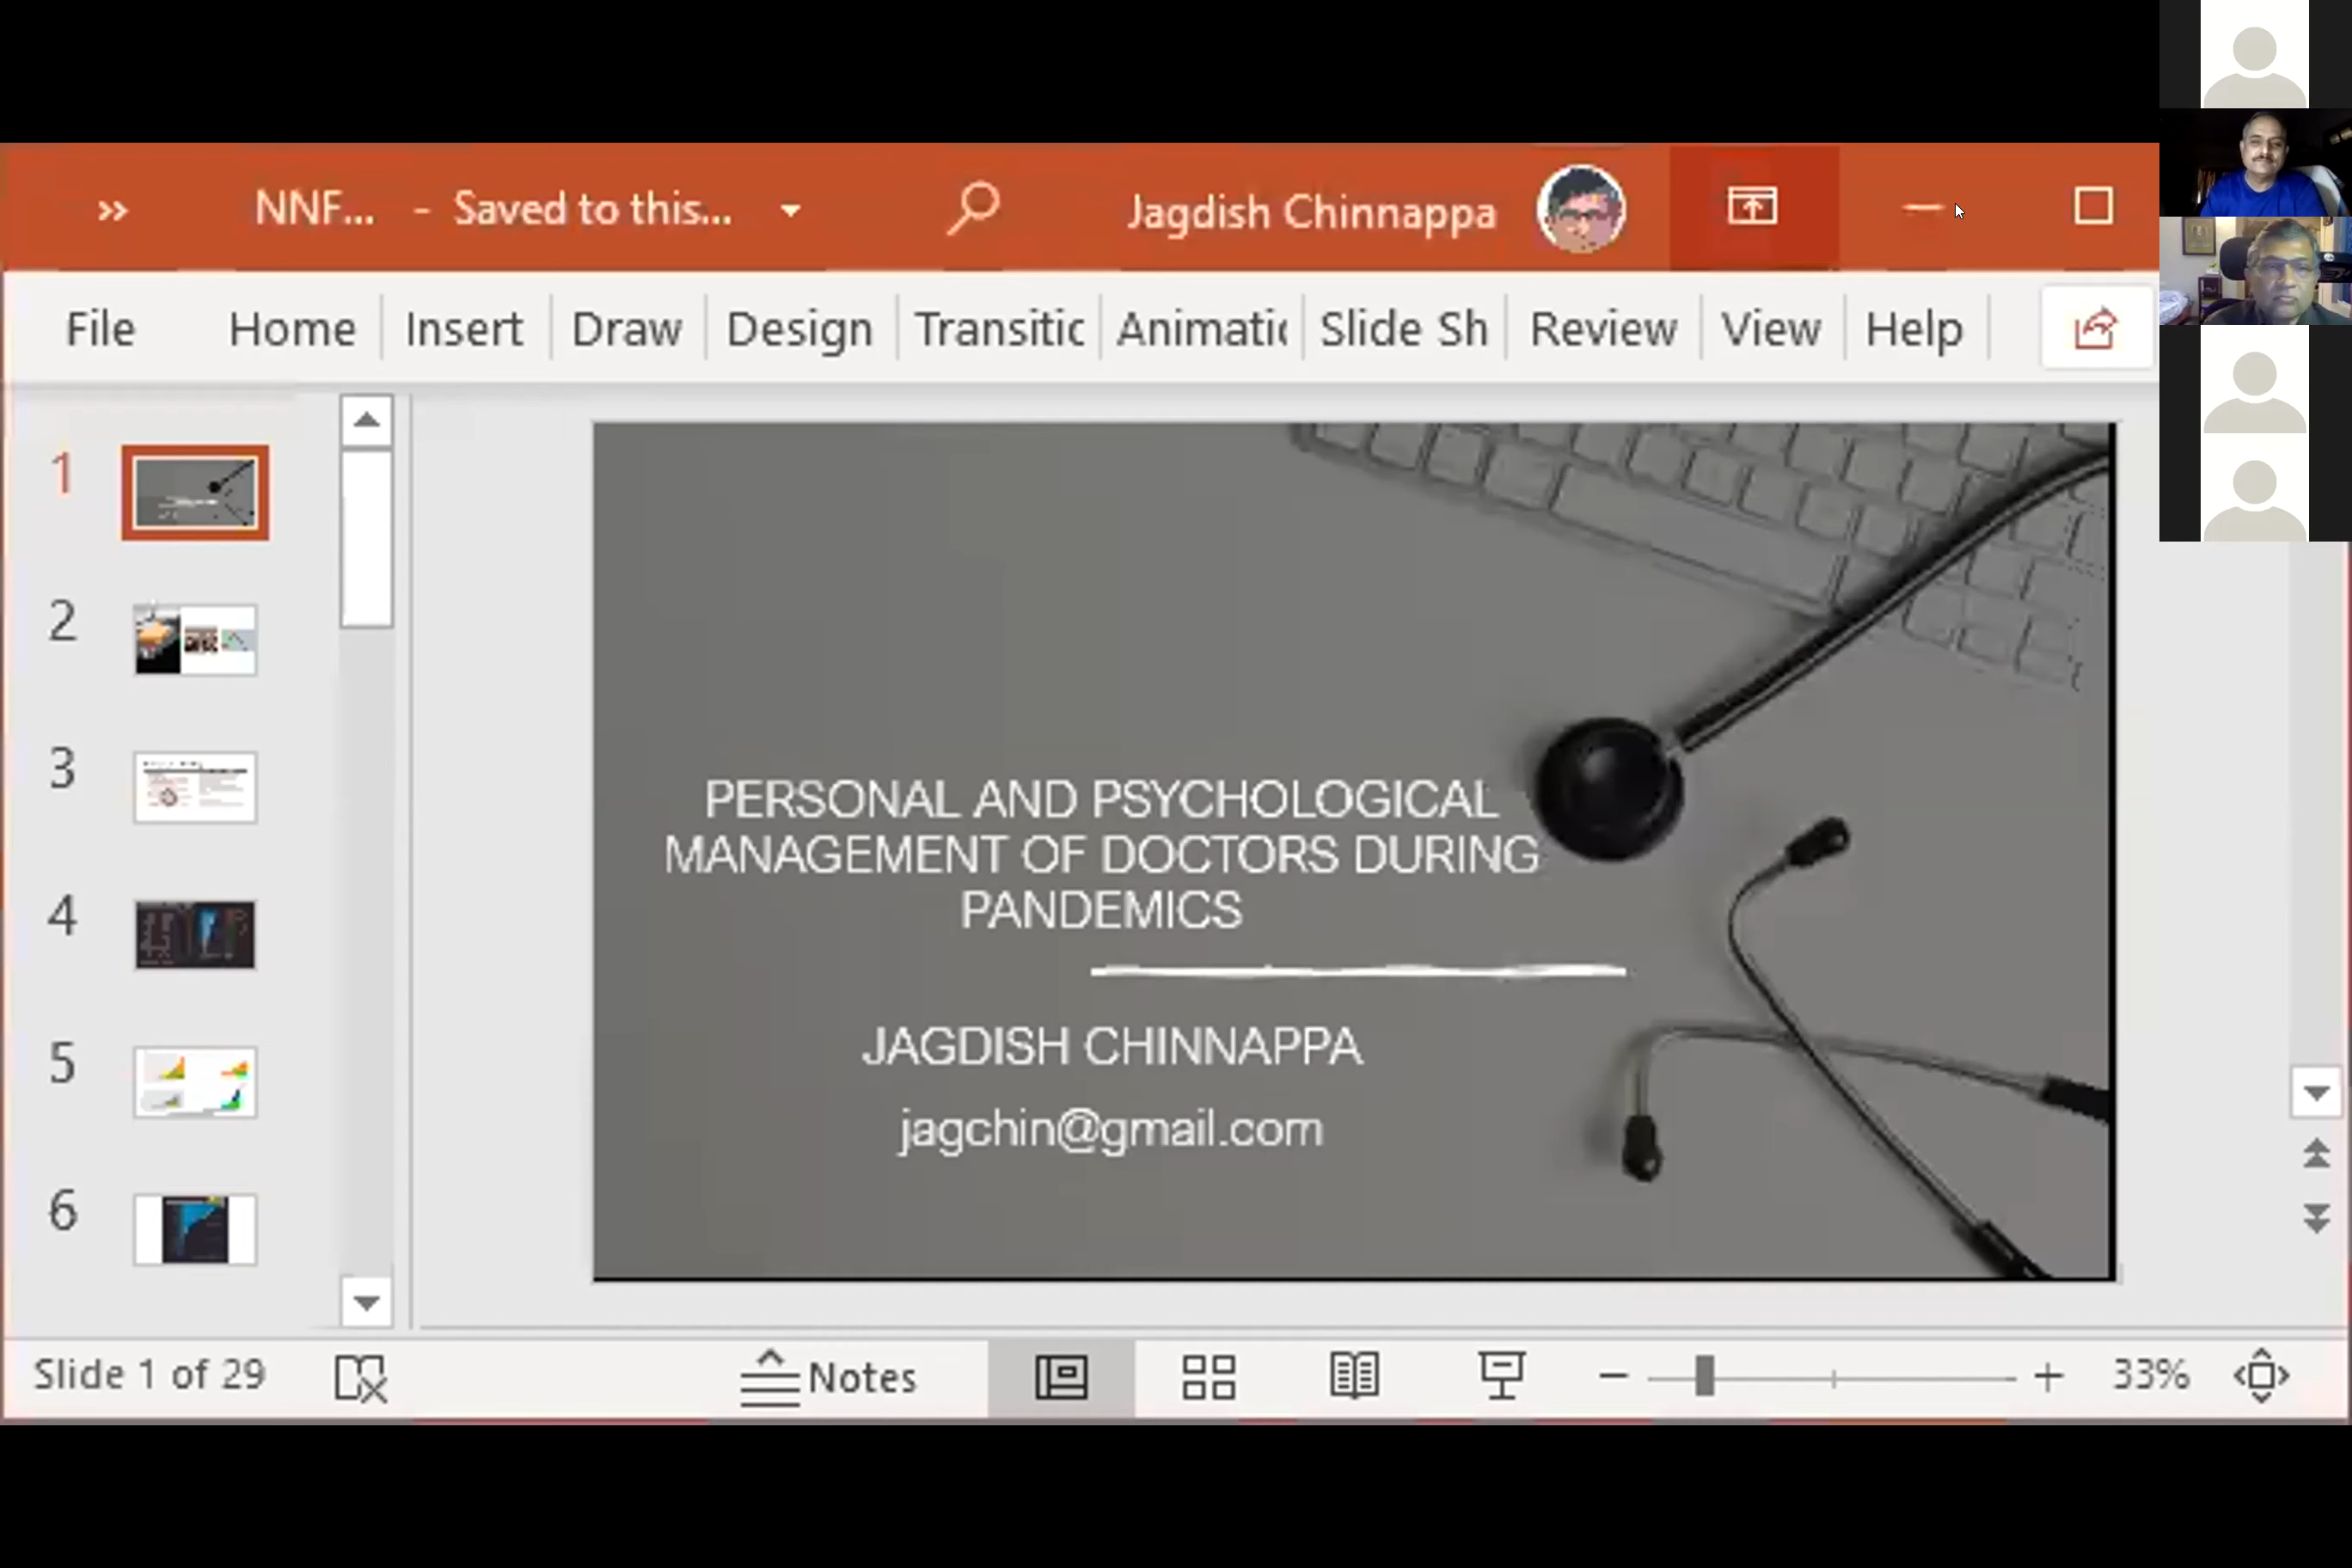 NNF... - Saved to this... Jagdish Chinnappa
File Home Insert Draw Design Transitic Animatic Slide Sh Review View Help
1
2
3
4
5
6
PERSONAL AND PSYCHOLOGICAL
MANAGEMENT OF DOCTORS DURING
PANDEMICS
JAGDISH CHINNAPPA
jagchin@gmail.com
Slide 1 of 29 Notes 33%